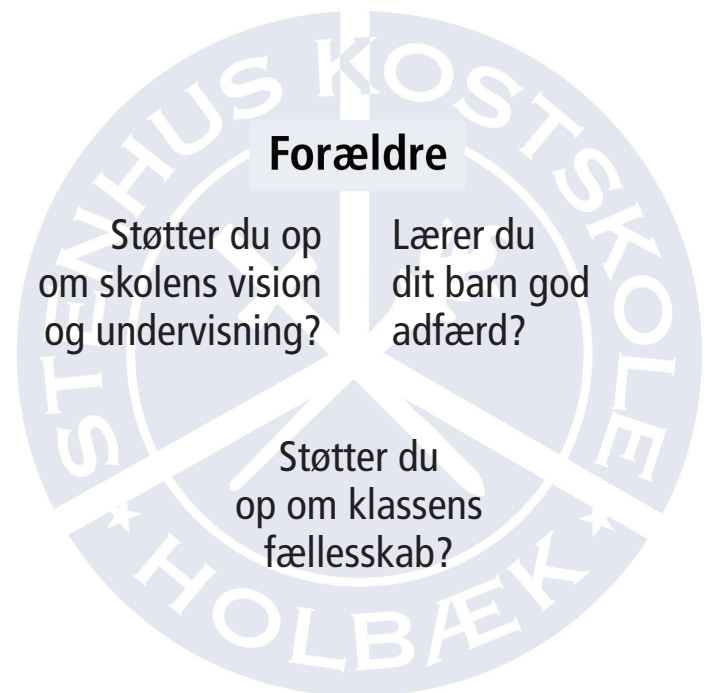 STENHUS KOSTSKOLE
Forældre
Støtter du op
om skolens vision
og undervisning?
Lærer du
dit barn god
adfærd?
Støtter du
op om klassens
fællesskab?
HOLBÆK